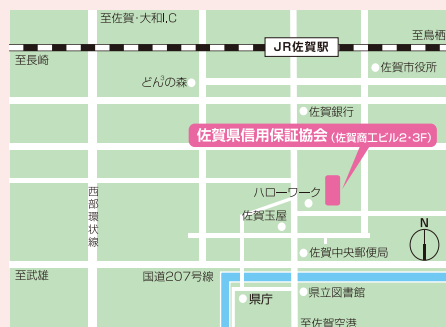 至佐賀・大和I.C
JR佐賀駅
至鳥栖
至長崎
佐賀市役所
どん3の森
佐賀銀行
佐賀県信用保証協会(佐賀商工ビル2・3F)
ハローワーク
西部環状線
佐賀玉屋
N
佐賀中央郵便局
至武雄
国道207号線
県立図書館
県庁
至佐賀空港